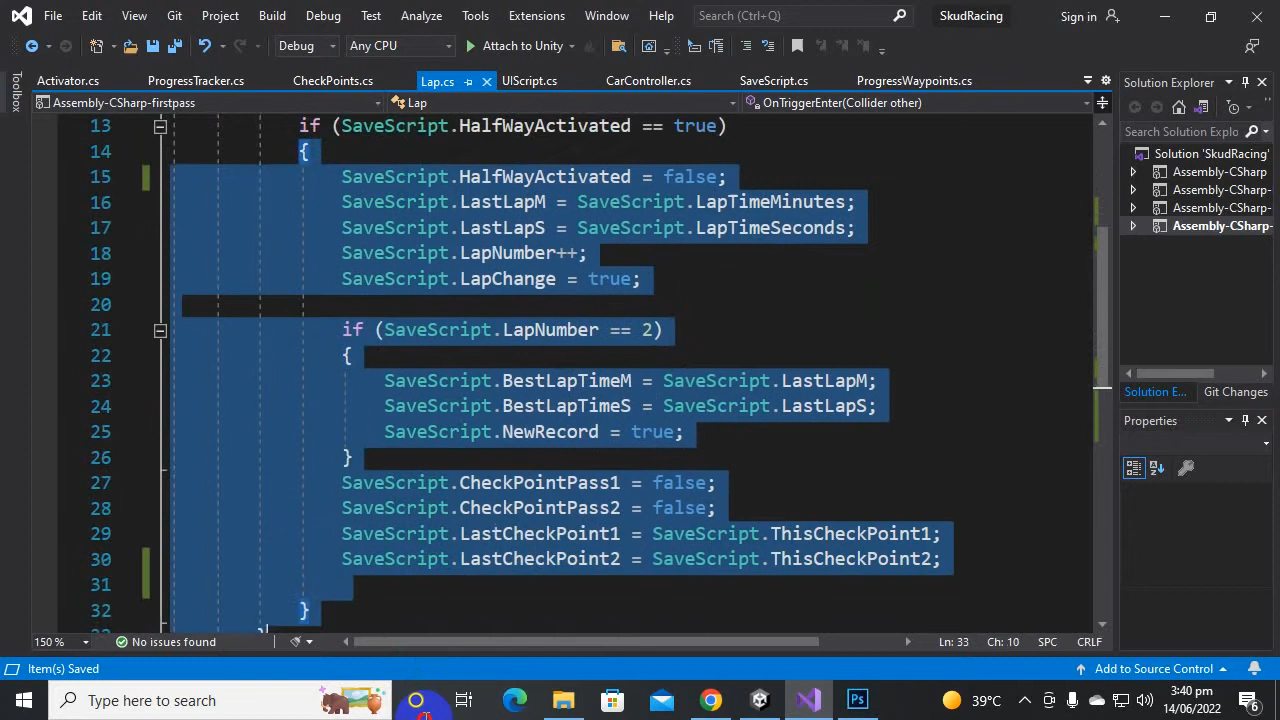 File Edit View Git Project Build Debug Test Analyze Tools Extensions Window Help Search (Ctrl+Q) SkudRacing Sign in
Debug Any CPU Attach to Unity
Activator.cs ProgressTracker.cs CheckPoints.cs Lap.cs UIScript.cs CarController.cs SaveScript.cs ProgressWaypoints.cs Solution Explorer
Toolbox
Assembly-CSharp-firstpass Lap OnTriggerEnter(Collider other)
13 if (SaveScript.HalfWayActivated == true)
14 {
15 SaveScript.HalfWayActivated = false;
16 SaveScript.LastLapM = SaveScript.LapTimeMinutes;
17 SaveScript.LastLapS = SaveScript.LapTimeSeconds;
18 SaveScript.LapNumber++;
19 SaveScript.LapChange = true;
20
21 if (SaveScript.LapNumber == 2)
22 {
23 SaveScript.BestLapTimeM = SaveScript.LastLapM;
24 SaveScript.BestLapTimeS = SaveScript.LastLapS;
25 SaveScript.NewRecord = true;
26 }
27 SaveScript.CheckPointPass1 = false;
28 SaveScript.CheckPointPass2 = false;
29 SaveScript.LastCheckPoint1 = SaveScript.ThisCheckPoint1;
30 SaveScript.LastCheckPoint2 = SaveScript.ThisCheckPoint2;
31
32 }
33 }
Search Solution Explo
Solution 'SkudRacing'
Assembly-CSharp
Assembly-CSharp-
Assembly-CSharp-
Assembly-CSharp-
Solution E... Git Changes
Properties
150 % No issues found Ln: 33 Ch: 10 SPC CRLF
Item(s) Saved Add to Source Control
Type here to search 39°C 3:40 pm
14/06/2022
6